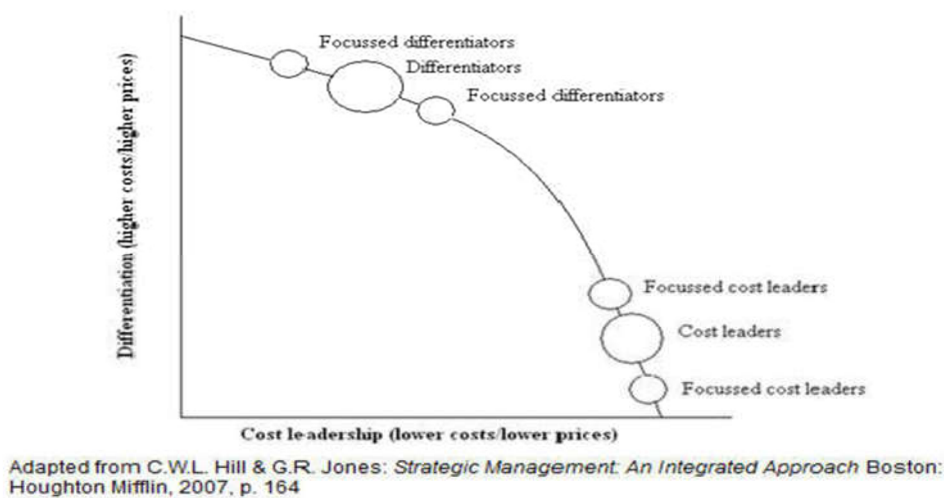 Focussed differentiators
Differentiators
Focussed differentiators
Differentiation (higher costs/higher prices)
Focussed cost leaders
Cost leaders
Focussed cost leaders
Cost leadership (lower costs/lower prices)
Adapted from C.W.L. Hill & G.R. Jones: Strategic Management: An Integrated Approach Boston:
Houghton Mifflin, 2007, p. 164